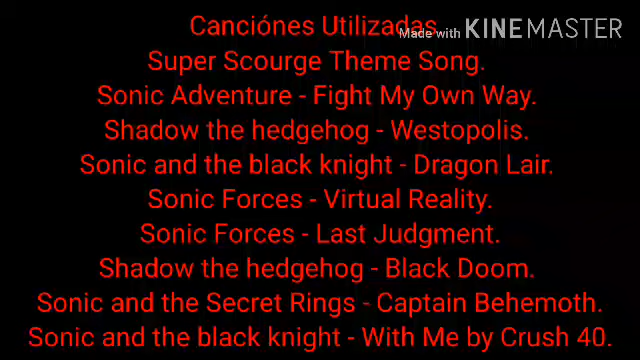 Canciónes Utilizadas
Made with KINEMASTER
Super Scourge Theme Song.
Sonic Adventure - Fight My Own Way.
Shadow the hedgehog - Westopolis.
Sonic and the black knight - Dragon Lair.
Sonic Forces - Virtual Reality.
Sonic Forces - Last Judgment.
Shadow the hedgehog - Black Doom.
Sonic and the Secret Rings - Captain Behemoth.
Sonic and the black knight - With Me by Crush 40.